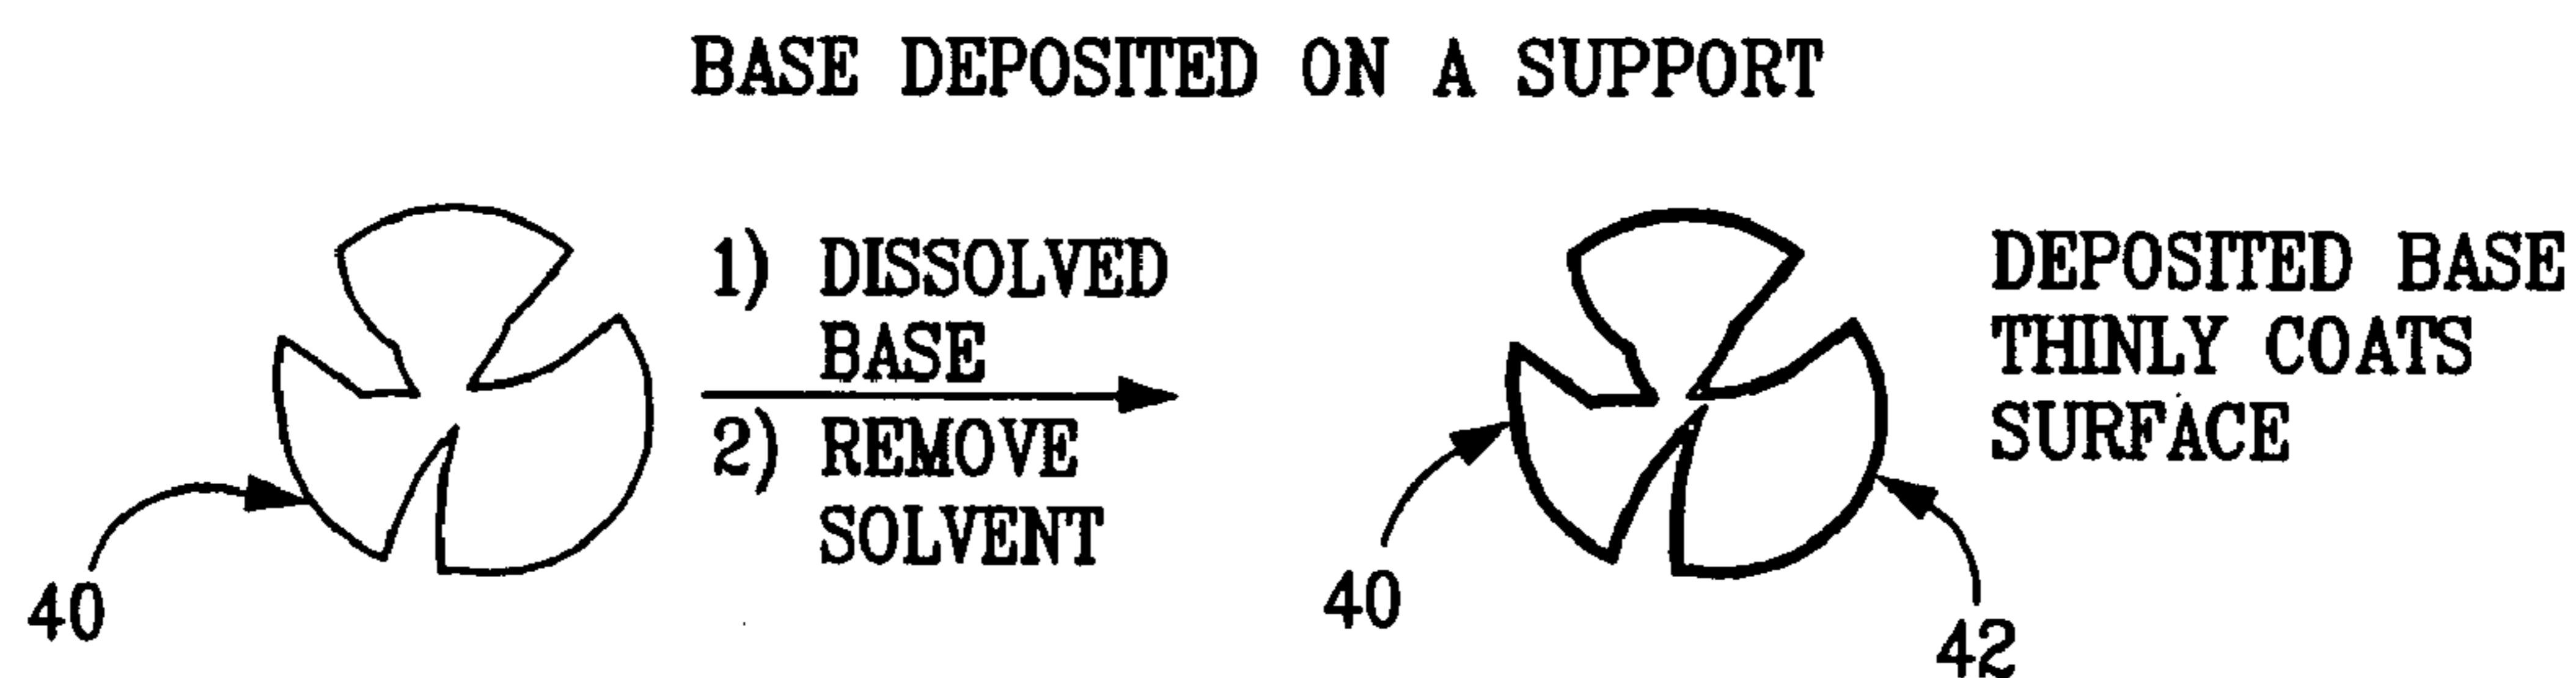 BASE DEPOSITED ON A SUPPORT
1) DISSOLVED
BASE
2) REMOVE
SOLVENT
DEPOSITED BASE
THINLY COATS
SURFACE
40
40
42